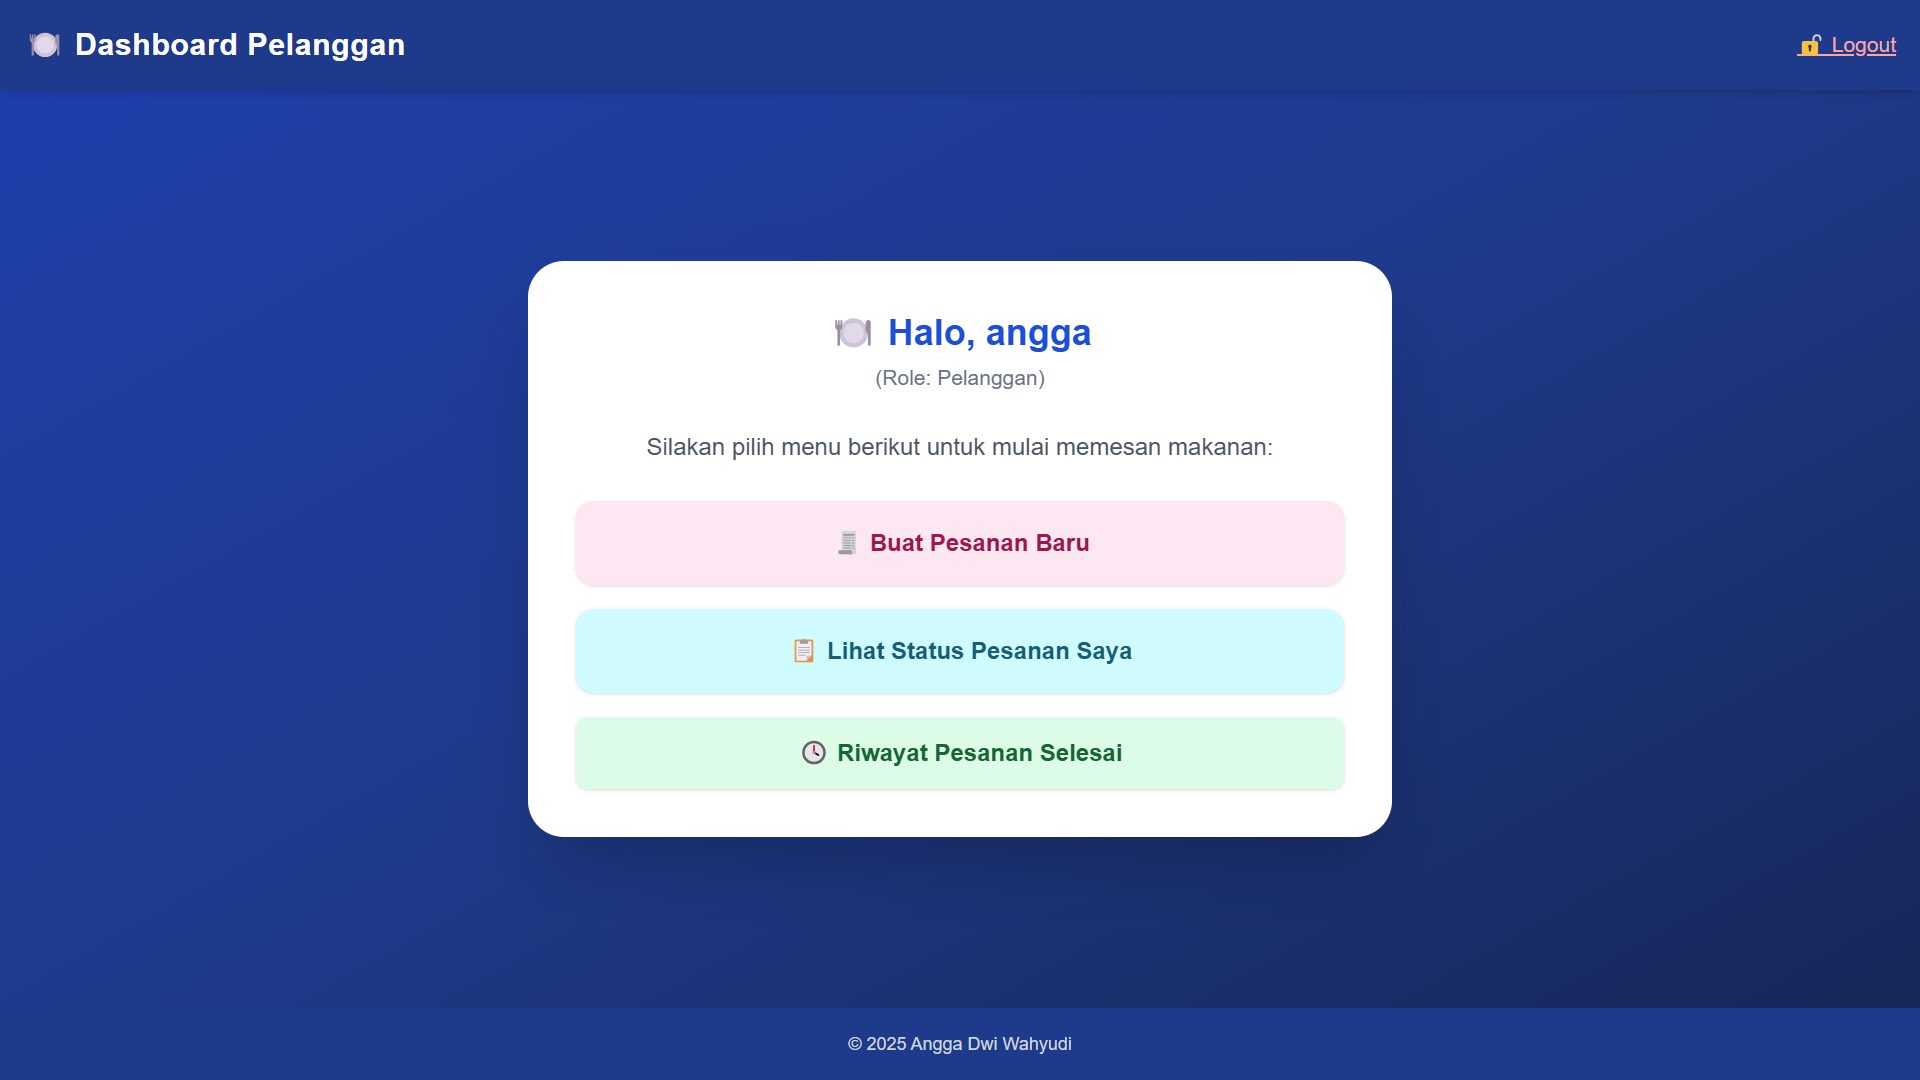 Dashboard Pelanggan
Logout
Halo, angga
(Role: Pelanggan)
Silakan pilih menu berikut untuk mulai memesan makanan:
Buat Pesanan Baru
Lihat Status Pesanan Saya
Riwayat Pesanan Selesai
© 2025 Angga Dwi Wahyudi